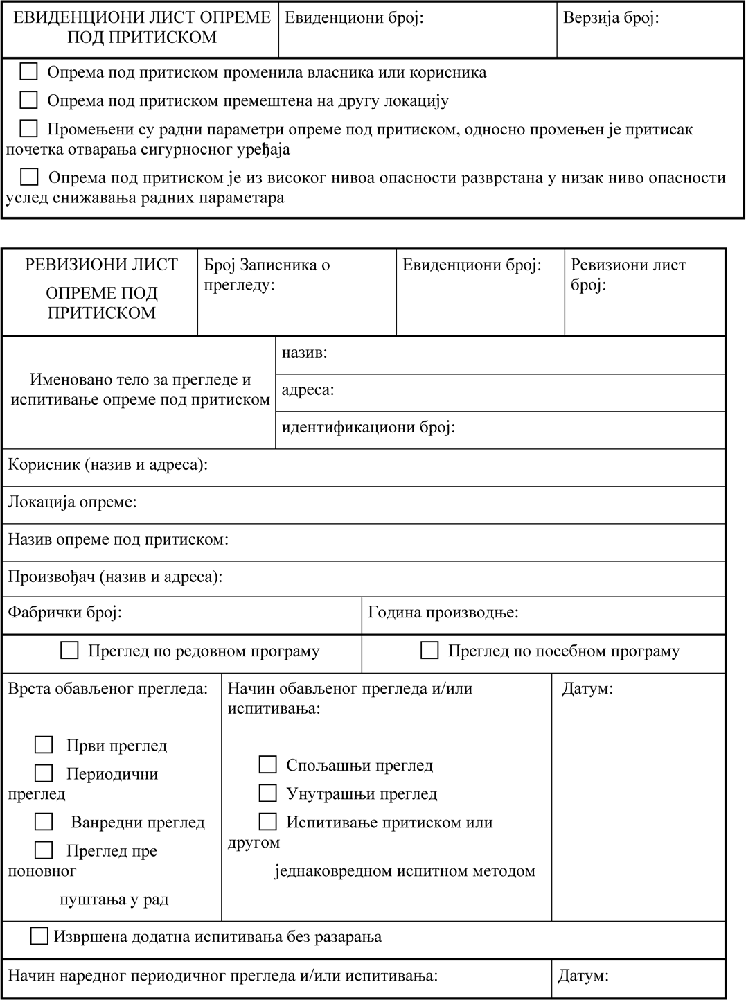 ЕВИДЕНЦИОНИ ЛИСТ ОПРЕМЕ
ПОД ПРИТИСКОМ
Евиденциони број:
Верзија број:
Опрема под притиском променила власника или корисника
Опрема под притиском премештена на другу локацију
Промењени су радни параметри опреме под притиском, односно промењен је притисак
почетка отварања сигурносног уређаја
Опрема под притиском је из високог нивоа опасности разврстана у низак ниво опасности
услед снижавања радних параметара
РЕВИЗИОНИ ЛИСТ
ОПРЕМЕ ПОД
ПРИТИСКОМ
Број Записника о
прегледу:
Евиденциони број:
Ревизиони лист
број:
Именовано тело за прегледе и
испитивање опреме под притиском
назив:
адреса:
идентификациони број:
Корисник (назив и адреса):
Локација опреме:
Назив опреме под притиском:
Произвођач (назив и адреса):
Фабрички број:
Година производње:
Преглед по редовном програму
Преглед по посебном програму
Врста обављеног прегледа:
Први преглед
Периодични
преглед
Ванредни преглед
Преглед пре
поновног
пуштања у рад
Начин обављеног прегледа и/или
испитивања:
Спољашњи преглед
Унутрашњи преглед
Испитивање притиском или
другом
једнаковредном испитном методом
Датум:
Извршена додатна испитивања без разарања
Начин наредног периодичног прегледа и/или испитивања:
Датум: